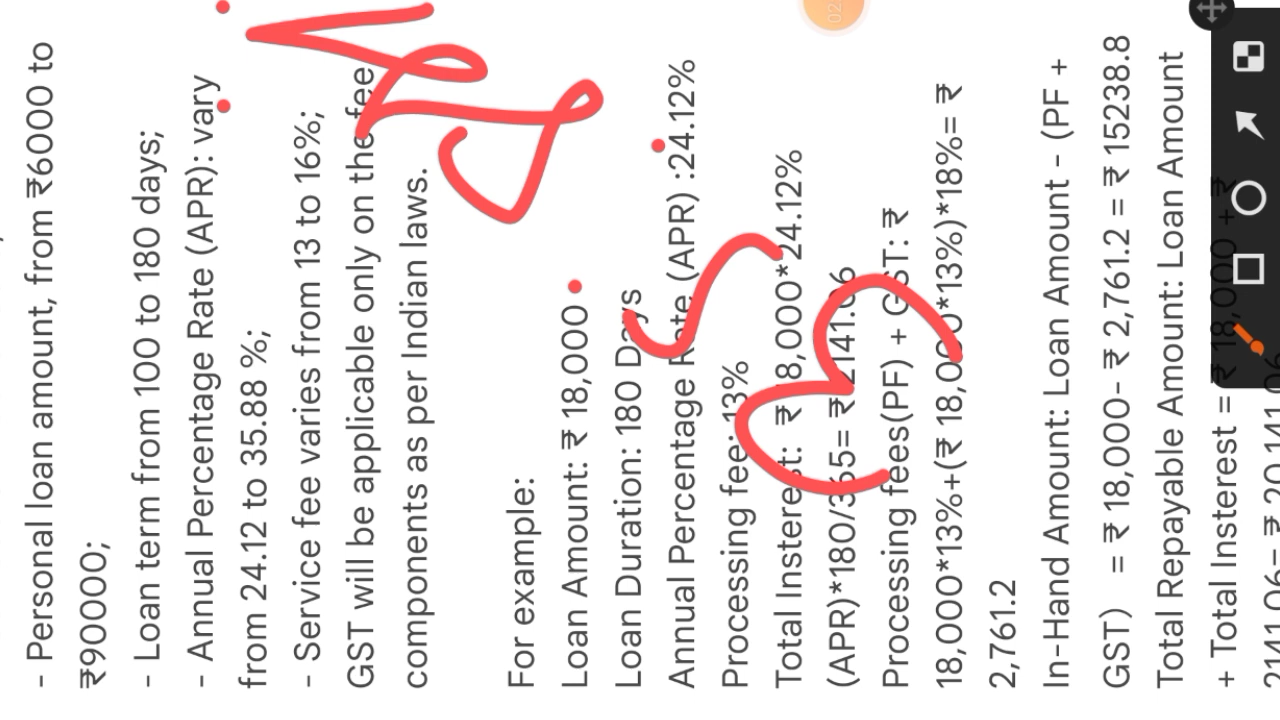 - Personal loan amount, from ₹6000 to
₹90000;
- Loan term from 100 to 180 days;
- Annual Percentage Rate (APR): vary
from 24.12 to 35.88 %;
- Service fee varies from 13 to 16%;
GST will be applicable only on the fee
components as per Indian laws.
For example:
Loan Amount: ₹ 18,000
Loan Duration: 180 Days
Annual Percentage Rate (APR) :24.12%
Processing fee: 13%
Total Insterest: ₹ 18,000*24.12%
(APR)*180/365= ₹ 2141.06
Processing fees(PF) + GST: ₹
18,000*13%+(₹ 18,000*13%)*18%= ₹
2,761.2
In-Hand Amount: Loan Amount - (PF +
GST) = ₹ 18,000- ₹ 2,761.2 = ₹ 15238.8
Total Repayable Amount: Loan Amount
+ Total Insterest = ₹ 18,000 + ₹
2141.06= ₹ 20,141.06